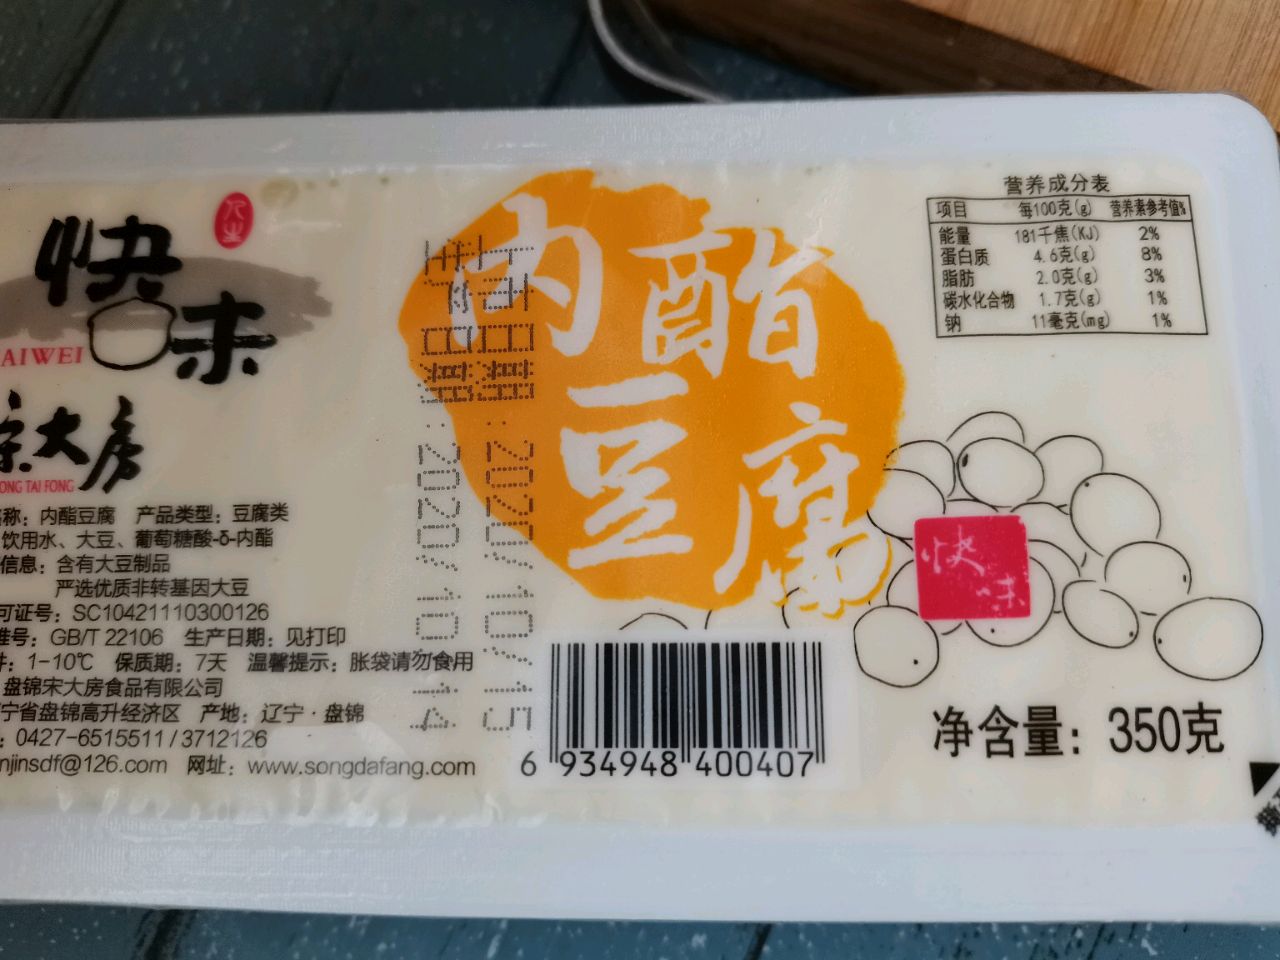 快味
AIWEI
宋大房
ONG TAI FONG
称：内酯豆腐 产品类型：豆腐类
饮用水、大豆、葡萄糖酸-δ-内酯
信息：含有大豆制品
严选优质非转基因大豆
可证号：SC10421110300126
准号：GB/T 22106 生产日期：见打印
件：1-10℃ 保质期：7天 温馨提示：胀袋请勿食用
盘锦宋大房食品有限公司
宁省盘锦高升经济区 产地：辽宁·盘锦
：0427-6515511/3712126
njinsdf@126.com 网址：www.songdafang.com
2020/10/14
2020/10/15
内酯
豆腐
6 934948 400407
营养成分表
项目 每100克(g) 营养素参考值%
能量 181千焦(KJ) 2%
蛋白质 4.6克(g) 8%
脂肪 2.0克(g) 3%
碳水化合物 1.7克(g) 1%
钠 11毫克(mg) 1%
快味
净含量：350克